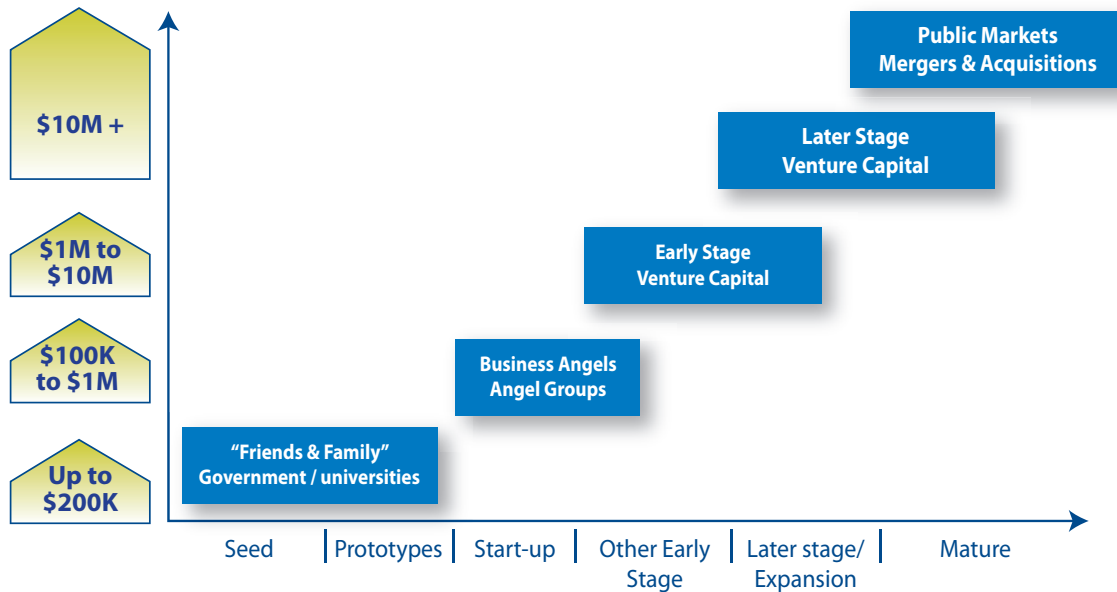 Public Markets
Mergers & Acquisitions
$10M +
Later Stage
Venture Capital
$1M to
$10M
Early Stage
Venture Capital
$100K
to $1M
Business Angels
Angel Groups
“Friends & Family”
Government / universities
Up to
$200K
Seed
Prototypes
Start-up
Other Early
Stage
Later stage/
Expansion
Mature